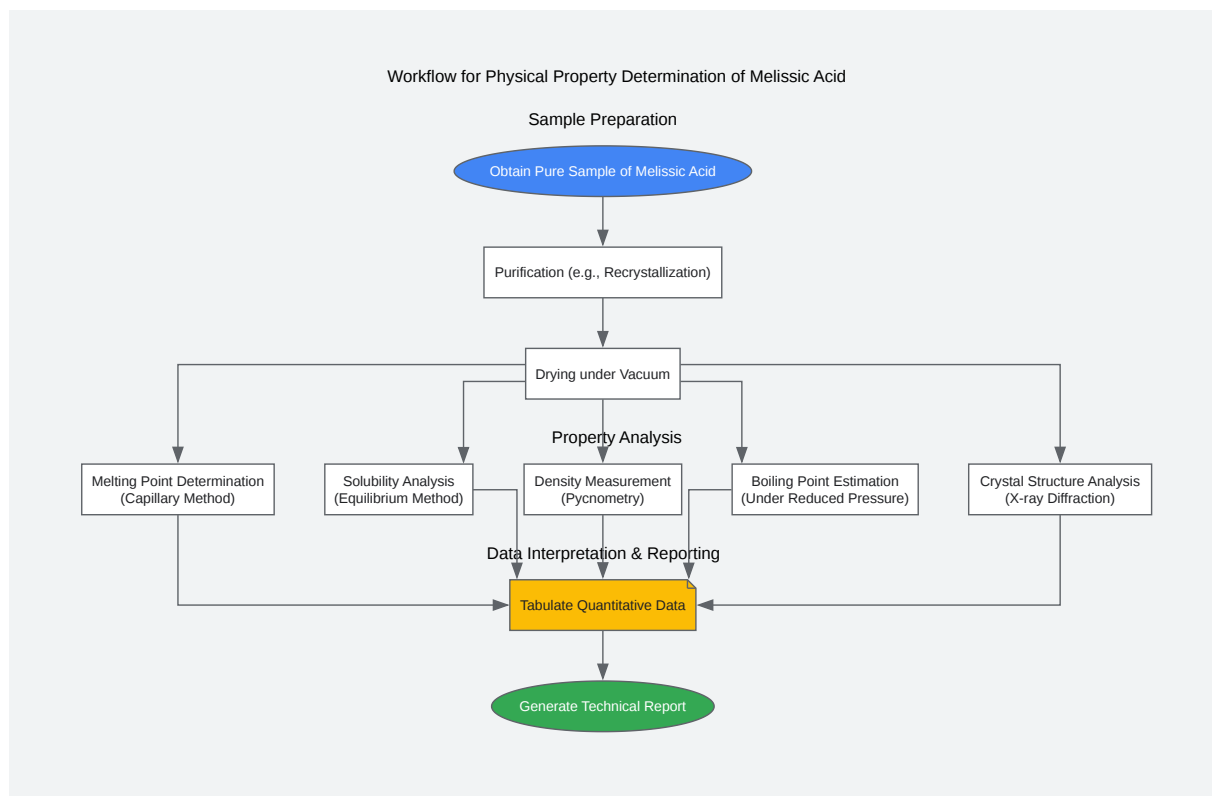 Workflow for Physical Property Determination of Melissic Acid
Sample Preparation
Obtain Pure Sample of Melissic Acid
Purification (e.g., Recrystallization)
Drying under Vacuum
Property Analysis
Melting Point Determination
(Capillary Method)
Solubility Analysis
(Equilibrium Method)
Density Measurement
(Pycnometry)
Boiling Point Estimation
(Under Reduced Pressure)
Crystal Structure Analysis
(X-ray Diffraction)
Data Interpretation & Reporting
Tabulate Quantitative Data
Generate Technical Report